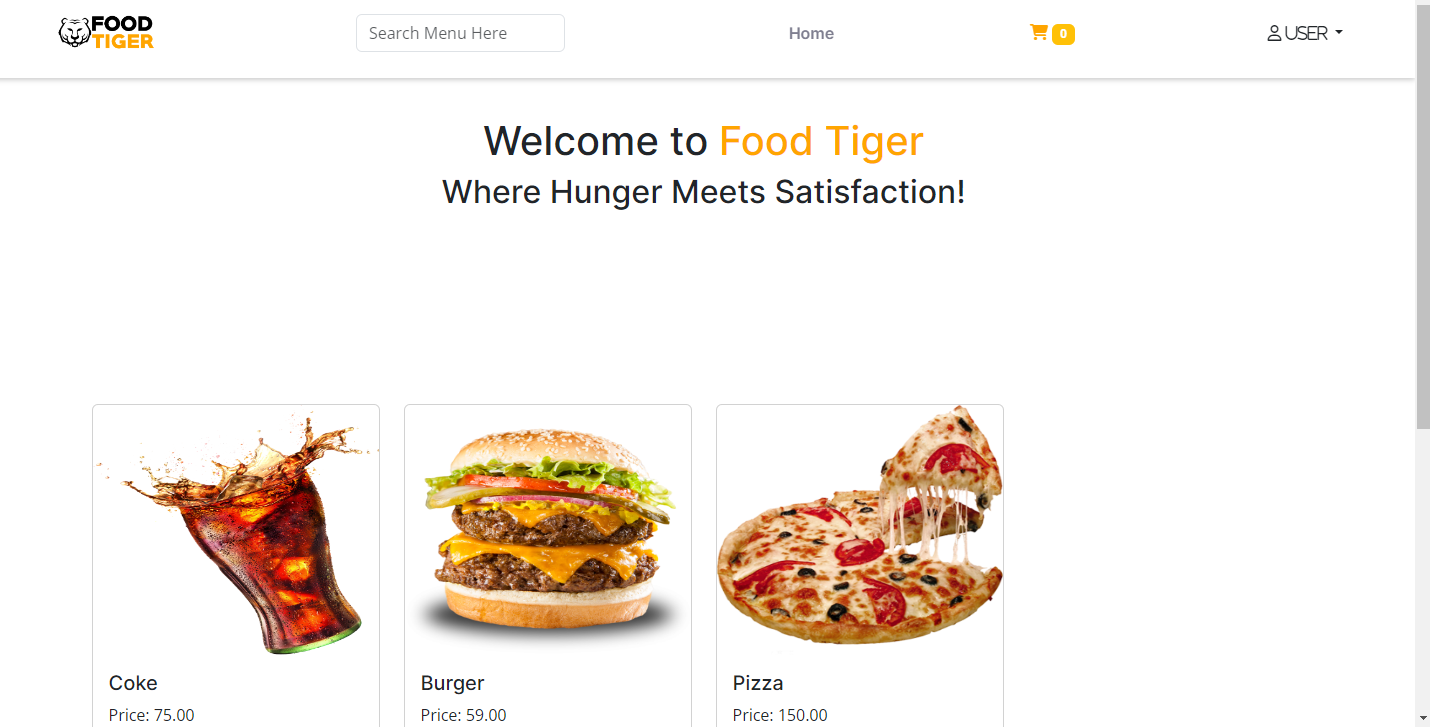 FOOD
TIGER
Search Menu Here
Home
0
USER
Welcome to Food Tiger
Where Hunger Meets Satisfaction!
Coke
Price: 75.00
Burger
Price: 59.00
Pizza
Price: 150.00